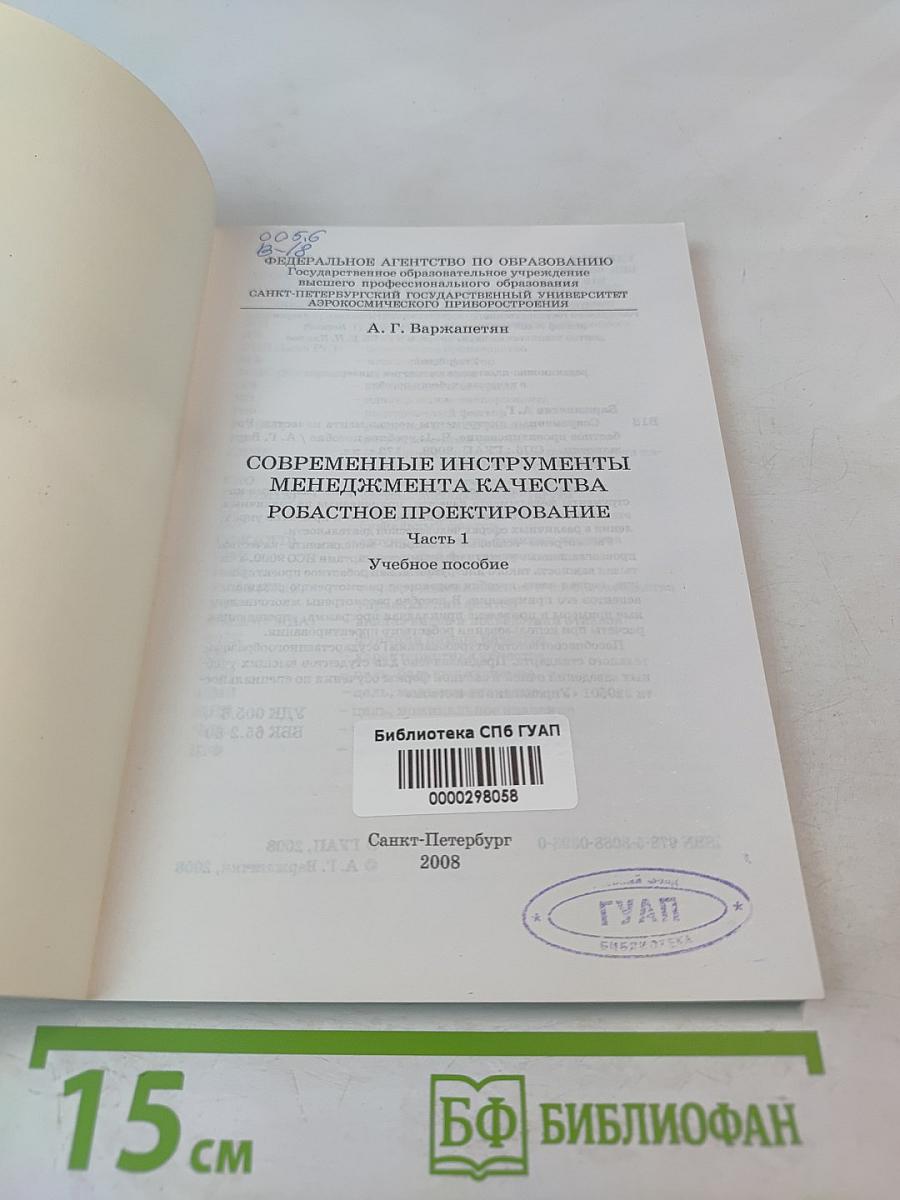 005.6
В-18
ФЕДЕРАЛЬНОЕ АГЕНТСТВО ПО ОБРАЗОВАНИЮ
Государственное образовательное учреждение
высшего профессионального образования
САНКТ-ПЕТЕРБУРГСКИЙ ГОСУДАРСТВЕННЫЙ УНИВЕРСИТЕТ
АЭРОКОСМИЧЕСКОГО ПРИБОРОСТРОЕНИЯ
А. Г. Варжапетян
СОВРЕМЕННЫЕ ИНСТРУМЕНТЫ
МЕНЕДЖМЕНТА КАЧЕСТВА
РОБАСТНОЕ ПРОЕКТИРОВАНИЕ
Часть 1
Учебное пособие
Библиотека СПб ГУАП
0000298058
Санкт-Петербург
2008
ГУАП
БИБЛИОТЕКА
15 см
БФ БИБЛИОФАН